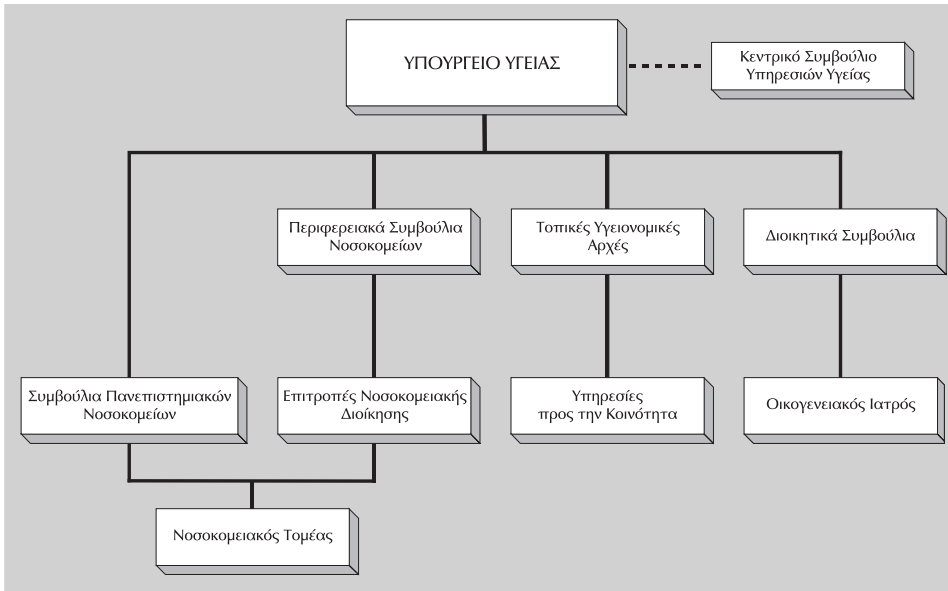 ΥΠΟΥΡΓΕΙΟ ΥΓΕΙΑΣ
Κεντρικό Συμβούλιο
Υπηρεσιών Υγείας
Περιφερειακά Συμβούλια
Νοσοκομείων
Τοπικές Υγειονομικές
Αρχές
Διοικητικά Συμβούλια
Συμβούλια Πανεπιστημιακών
Νοσοκομείων
Επιτροπές Νοσοκομειακής
Διοίκησης
Υπηρεσίες
προς την Κοινότητα
Οικογενειακός Ιατρός
Νοσοκομειακός Τομέας